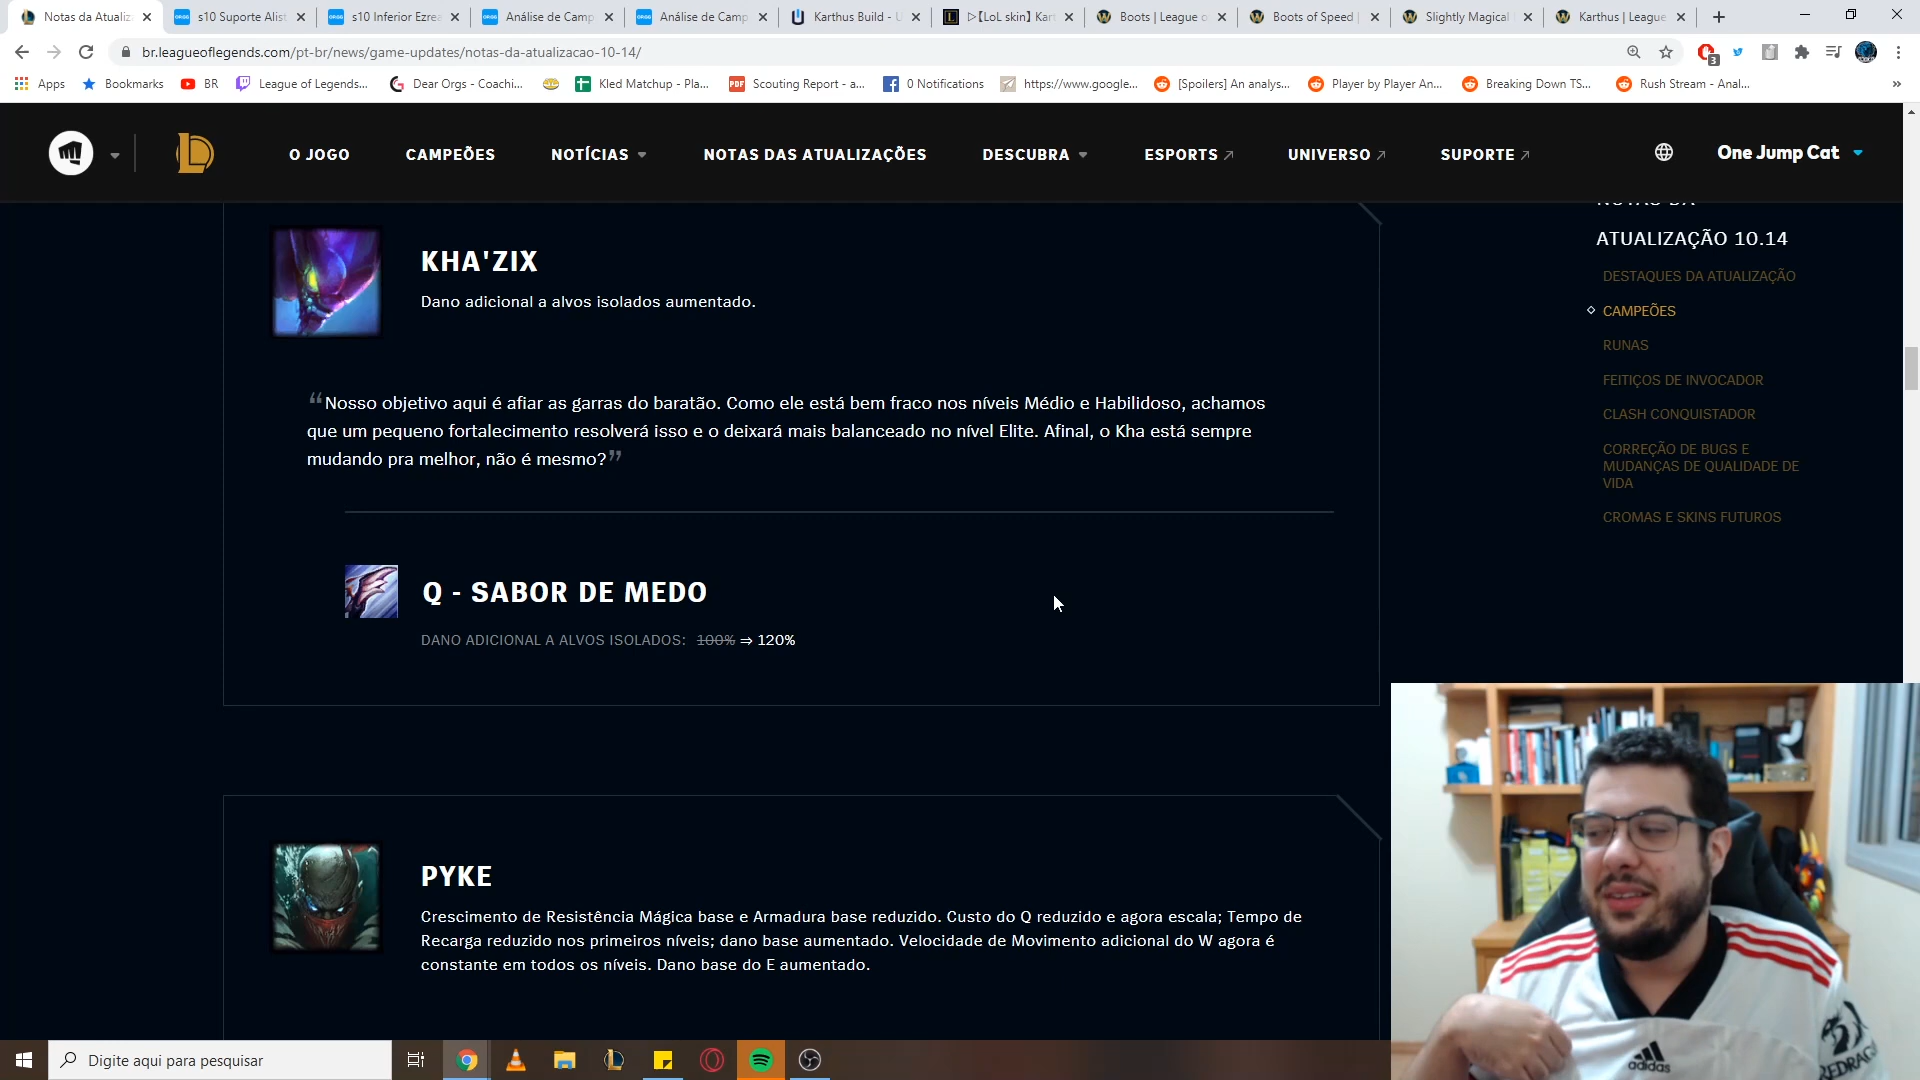 Notas da Atualiz
s10 Suporte Alist
s10 Inferior Ezrea
Análise de Camp
Análise de Camp
Karthus Build - U
▷【LoL skin】Kart
Boots | League o
Boots of Speed |
Slightly Magical
Karthus | League
br.leagueoflegends.com/pt-br/news/game-updates/notas-da-atualizacao-10-14/
3
Apps
Bookmarks
BR
League of Legends...
Dear Orgs - Coachi...
Kled Matchup - Pla...
Scouting Report - a...
0 Notifications
https://www.google...
[Spoilers] An analys...
Player by Player An...
Breaking Down TS...
Rush Stream - Anal...
»
O JOGO
CAMPEÕES
NOTÍCIAS
NOTAS DAS ATUALIZAÇÕES
DESCUBRA
ESPORTS
UNIVERSO
SUPORTE
One Jump Cat
KHA'ZIX
Dano adicional a alvos isolados aumentado.
“Nosso objetivo aqui é afiar as garras do baratão. Como ele está bem fraco nos níveis Médio e Habilidoso, achamos
que um pequeno fortalecimento resolverá isso e o deixará mais balanceado no nível Elite. Afinal, o Kha está sempre
mudando pra melhor, não é mesmo?”
Q - SABOR DE MEDO
DANO ADICIONAL A ALVOS ISOLADOS: 100% ⇒ 120%
PYKE
Crescimento de Resistência Mágica base e Armadura base reduzido. Custo do Q reduzido e agora escala; Tempo de
Recarga reduzido nos primeiros níveis; dano base aumentado. Velocidade de Movimento adicional do W agora é
constante em todos os níveis. Dano base do E aumentado.
NOTAS DA
ATUALIZAÇÃO 10.14
DESTAQUES DA ATUALIZAÇÃO
CAMPEÕES
RUNAS
FEITIÇOS DE INVOCADOR
CLASH CONQUISTADOR
CORREÇÃO DE BUGS E
MUDANÇAS DE QUALIDADE DE
VIDA
CROMAS E SKINS FUTUROS
adidas
REDRAG
Digite aqui para pesquisar